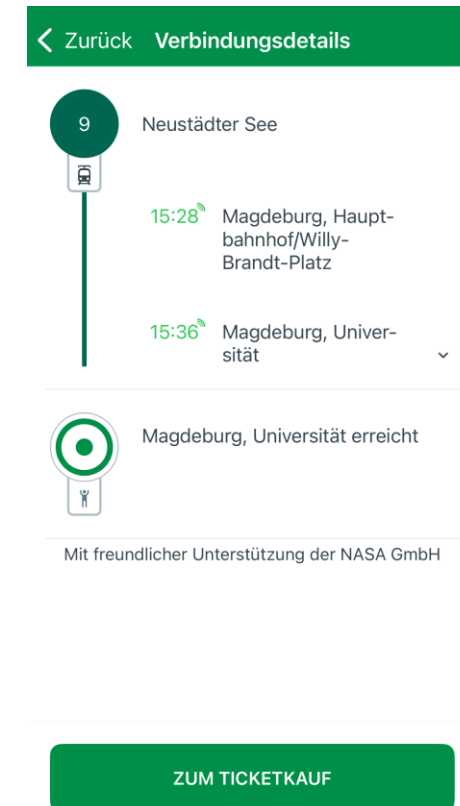 Zurück Verbindungsdetails
9 Neustädter See
15:28 Magdeburg, Haupt-
bahnhof/Willy-
Brandt-Platz
15:36 Magdeburg, Univer-
sität
Magdeburg, Universität erreicht
Mit freundlicher Unterstützung der NASA GmbH
ZUM TICKETKAUF